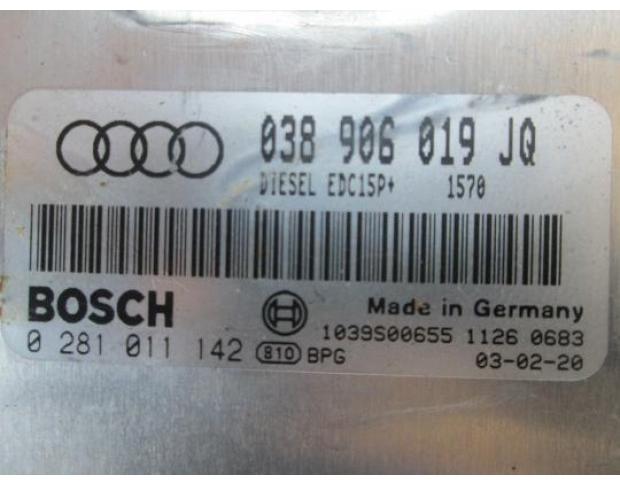 038 906 019 JQ
DIESEL EDC15P+ 1570
BOSCH
Made in Germany
0 281 011 142 810 BPG
1039S00655 1126 0683
03-02-20